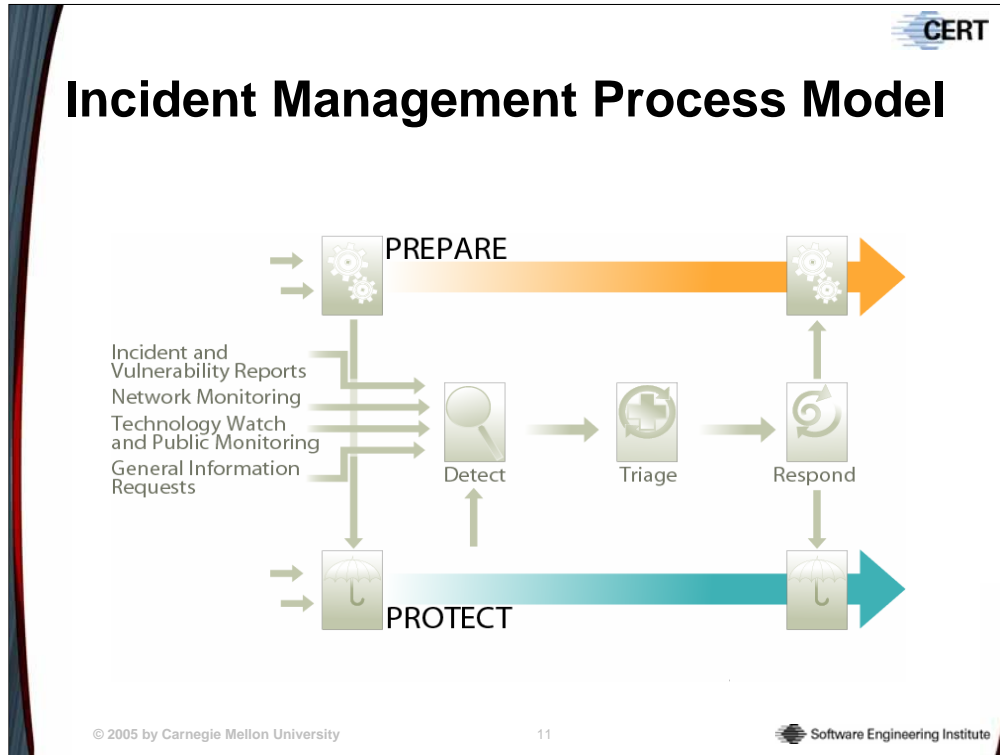 CERT
Incident Management Process Model
PREPARE
Incident and
Vulnerability Reports
Network Monitoring
Technology Watch
and Public Monitoring
General Information
Requests
Detect
Triage
Respond
PROTECT
© 2005 by Carnegie Mellon University
11
Software Engineering Institute